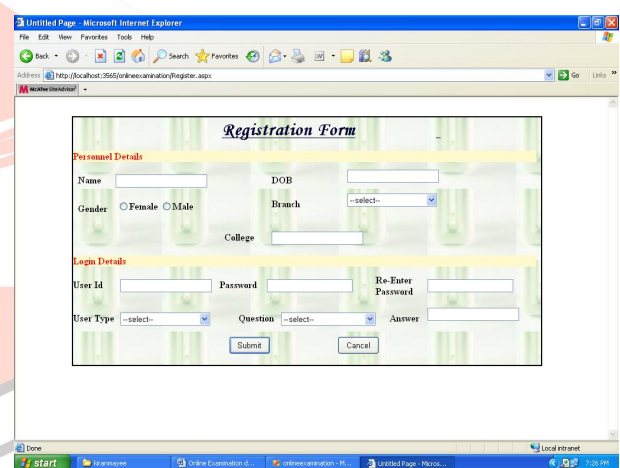 Untitled Page - Microsoft Internet Explorer
File Edit View Favorites Tools Help
Back Search Favorites
Address http://localhost:3565/onlineexamination/Register.aspx Go Links »
McAfee SiteAdvisor
Registration Form
Personnel Details
Name DOB
Gender Female Male Branch --select--
College
Login Details
User Id Password Re-Enter Password
User Type --select-- Question --select-- Answer
Submit Cancel
Done Local intranet
start kiranmayee Online Examination d... onlineexamination - M... Untitled Page - Micros... 7:26 PM